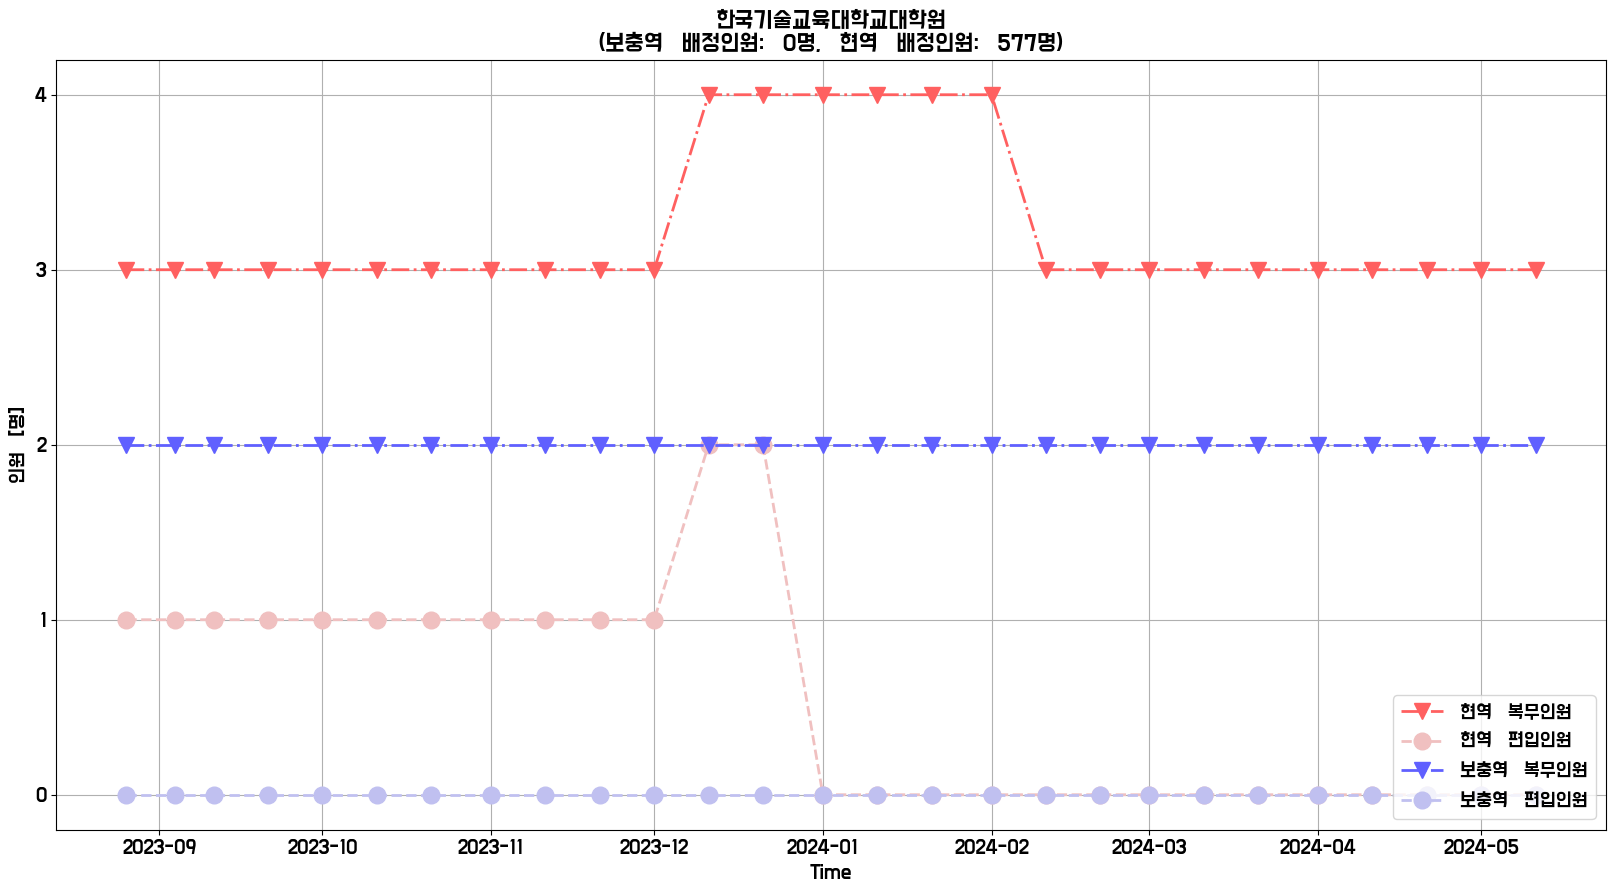 한국기술교육대학교대학원
(보충역 배정인원: 0명, 현역 배정인원: 577명)
4
3
2
1
0
인원 [명]
2023-09 2023-10 2023-11 2023-12 2024-01 2024-02 2024-03 2024-04 2024-05
Time
현역 복무인원
현역 편입인원
보충역 복무인원
보충역 편입인원